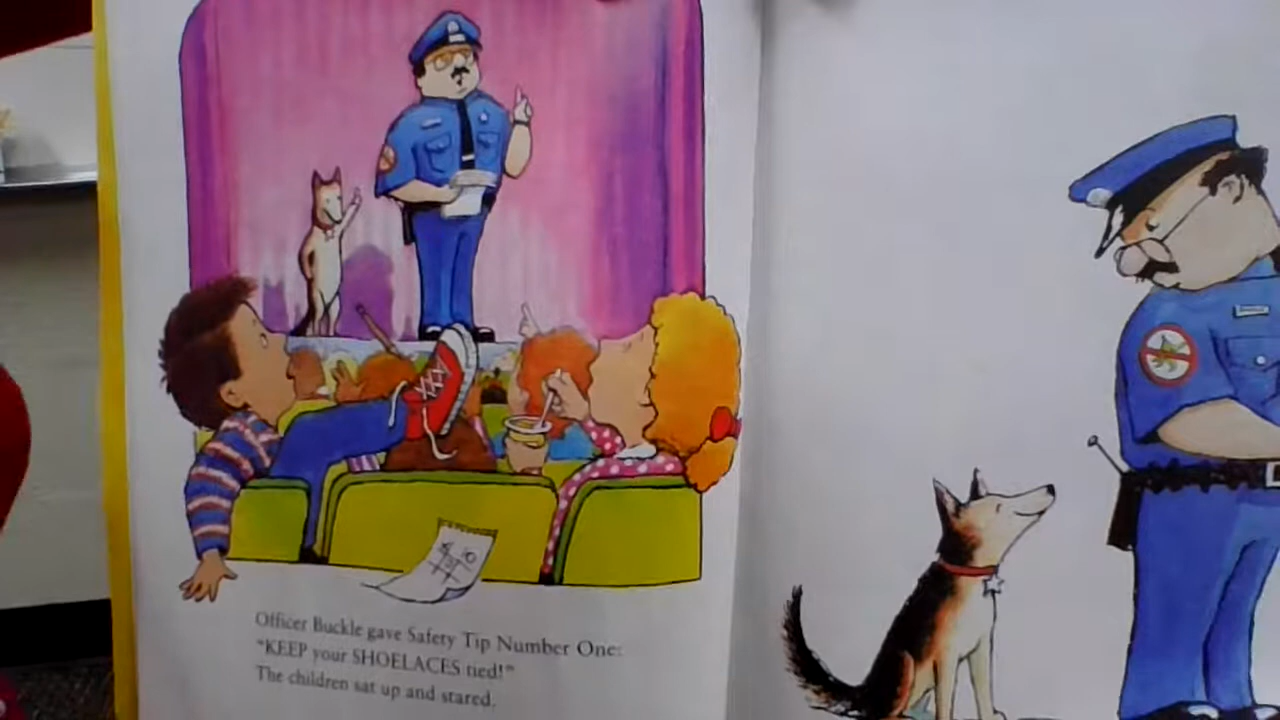 Officer Buckle gave Safety Tip Number One:
"KEEP your SHOELACES tied!"
The children sat up and stared.